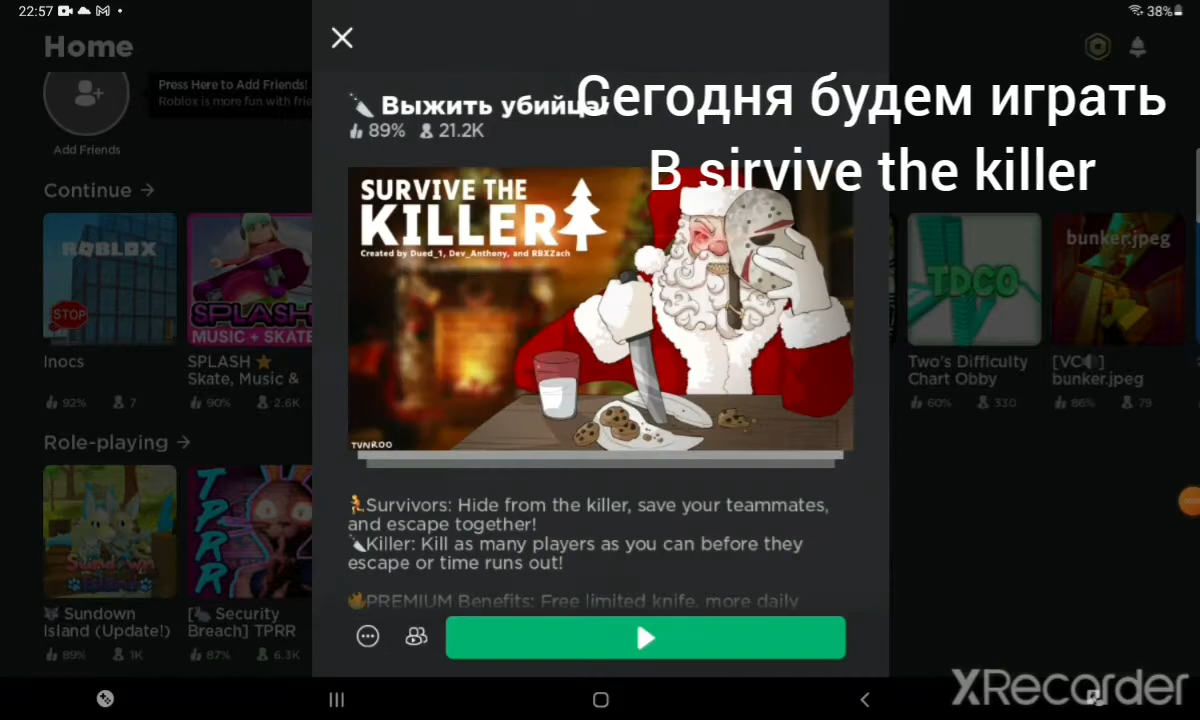 22:57
38%
Home
Press Here to Add Friends!
Roblox is more fun with frie
Add Friends
Выжить убийца!
Сегодня будем играть
В sirvive the killer
89% 21.2K
Continue →
SURVIVE THE
KILLER
Created by Dued_1, Dev_Anthony, and RBXZach
TVNROO
ROBLOX
STOP
SPLASH
MUSIC + SKATE
TDCO
bunker.jpeg
Inocs
92% 7
SPLASH
Skate, Music &
90% 2.6K
Two's Difficulty
Chart Obby
60% 330
[VC]
bunker.jpeg
86% 79
Role-playing →
Survivors: Hide from the killer, save your teammates,
and escape together!
Killer: Kill as many players as you can before they
escape or time runs out!
PREMIUM Benefits: Free limited knife, more daily
TPRR
Sundown
Island (Update!)
89% 1K
[Security
Breach] TPRR
87% 6.3K
XRecorder